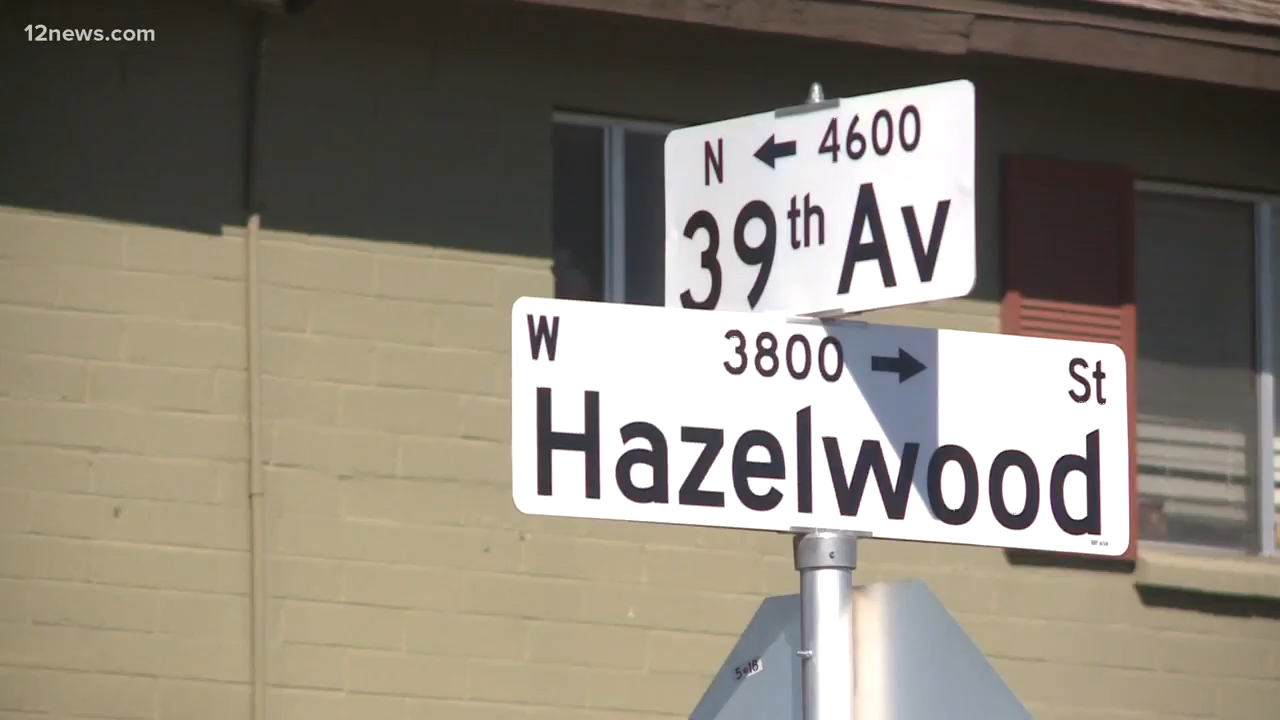 12news.com
N ← 4600
39th Av
W 3800 → St
Hazelwood